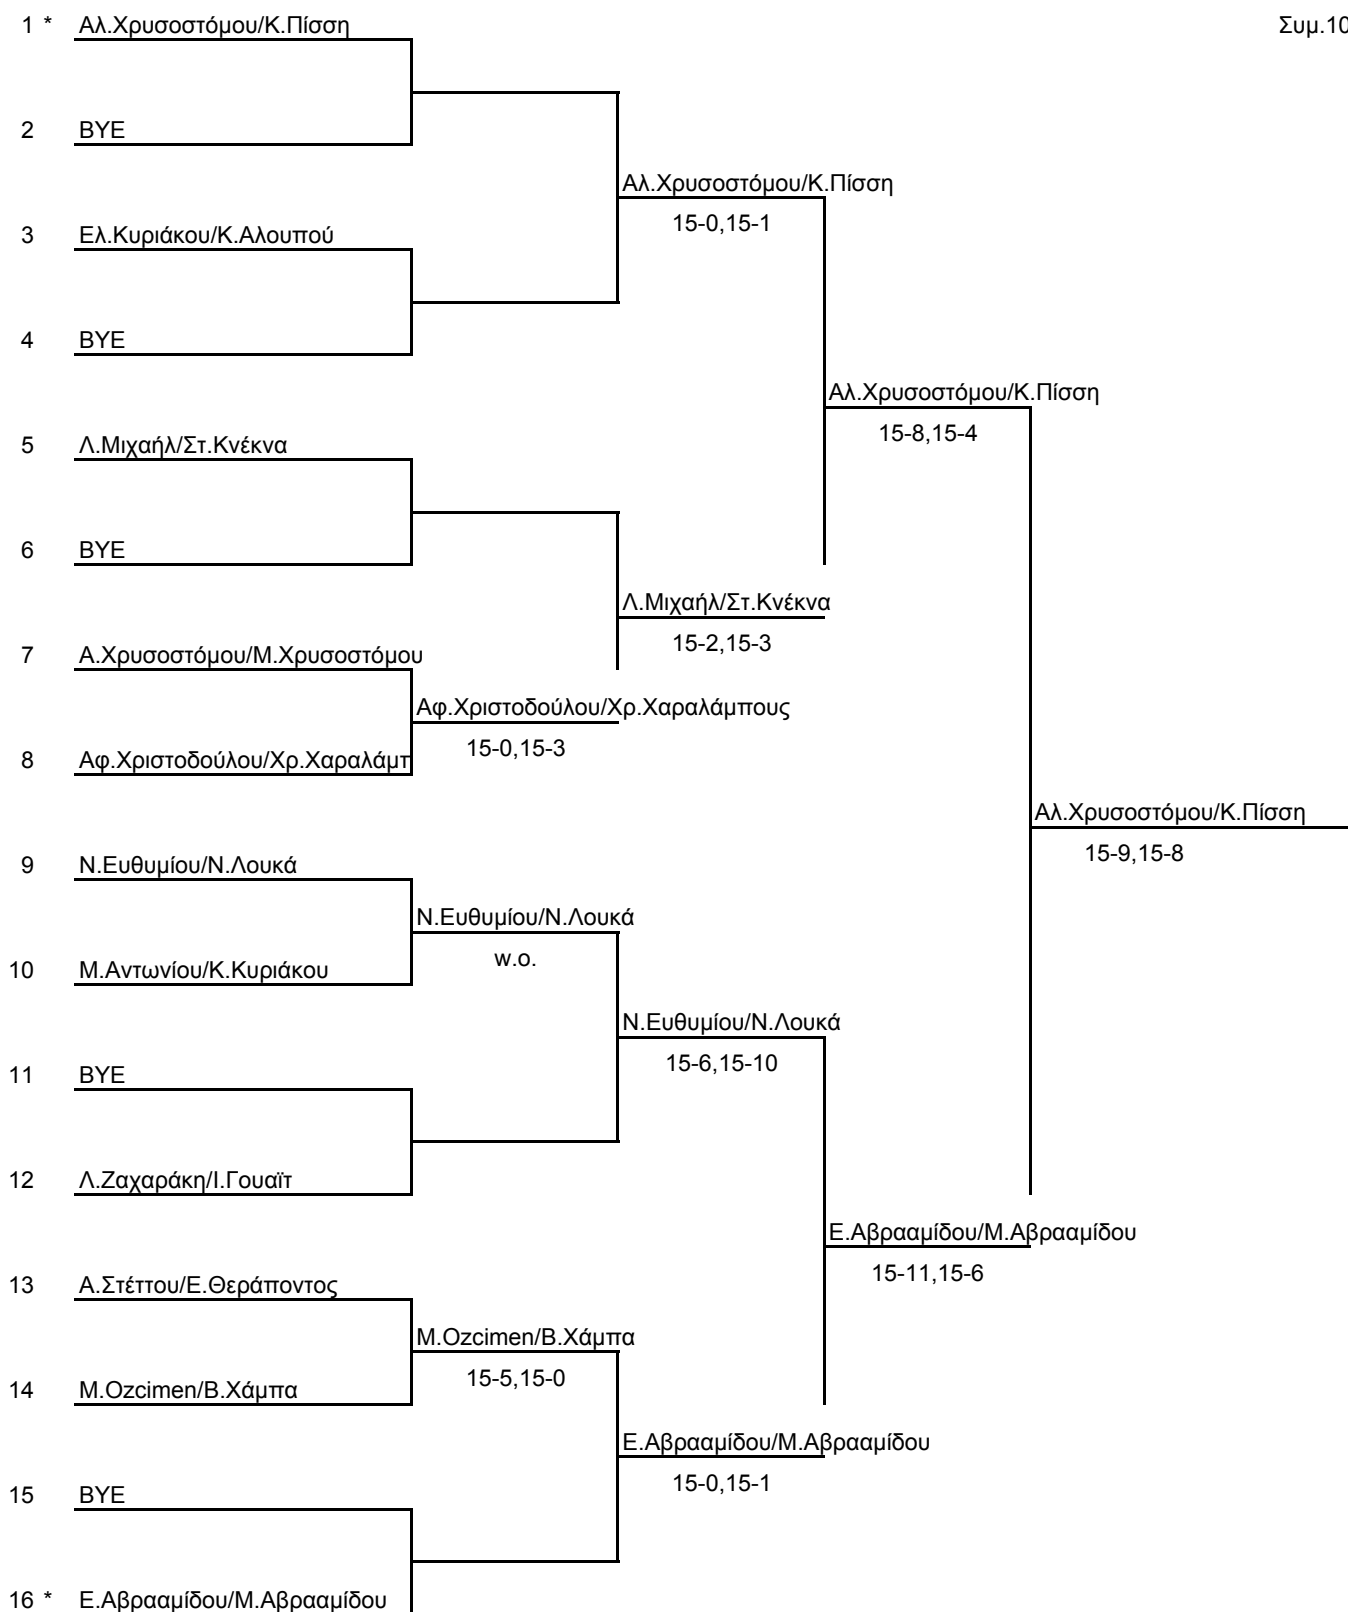 1 * Αλ.Χρυσοστόμου/Κ.Πίσση
Συμ.10
2 BYE
Αλ.Χρυσοστόμου/Κ.Πίσση
15-0,15-1
3 Ελ.Κυριάκου/Κ.Αλουπού
4 BYE
Αλ.Χρυσοστόμου/Κ.Πίσση
15-8,15-4
5 Λ.Μιχαήλ/Στ.Κνέκνα
6 BYE
Λ.Μιχαήλ/Στ.Κνέκνα
15-2,15-3
7 Α.Χρυσοστόμου/Μ.Χρυσοστόμου
Αφ.Χριστοδούλου/Χρ.Χαραλάμπους
15-0,15-3
8 Αφ.Χριστοδούλου/Χρ.Χαραλάμπ
Αλ.Χρυσοστόμου/Κ.Πίσση
15-9,15-8
9 Ν.Ευθυμίου/Ν.Λουκά
Ν.Ευθυμίου/Ν.Λουκά
w.o.
10 Μ.Αντωνίου/Κ.Κυριάκου
Ν.Ευθυμίου/Ν.Λουκά
15-6,15-10
11 BYE
12 Λ.Ζαχαράκη/Ι.Γουαϊτ
Ε.Αβρααμίδου/Μ.Αβρααμίδου
15-11,15-6
13 Α.Στέττου/Ε.Θεράποντος
M.Ozcimen/Β.Χάμπα
15-5,15-0
14 M.Ozcimen/Β.Χάμπα
Ε.Αβρααμίδου/Μ.Αβρααμίδου
15-0,15-1
15 BYE
16 * Ε.Αβρααμίδου/Μ.Αβρααμίδου